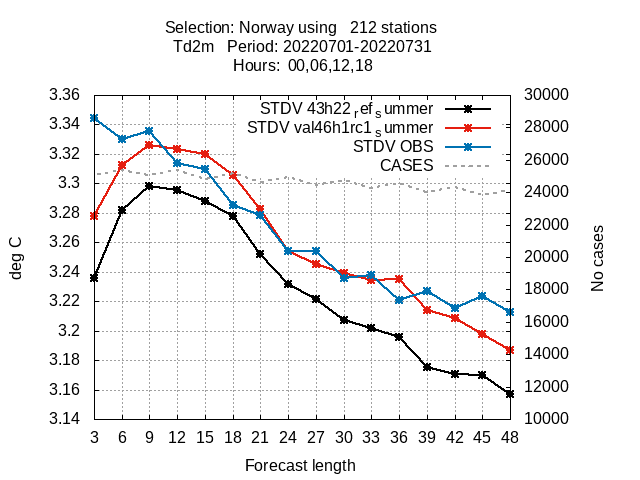 Selection: Norway using   212 stations
Td2m   Period: 20220701-20220731
Hours:  00,06,12,18
STDV 43h22ᵣefₛummer
STDV val46h1rc1ₛummer
STDV OBS
CASES
3.36
3.34
3.32
3.3
3.28
3.26
3.24
3.22
3.2
3.18
3.16
3.14
deg C
30000
28000
26000
24000
22000
20000
18000
16000
14000
12000
10000
No cases
3 6 9 12 15 18 21 24 27 30 33 36 39 42 45 48
Forecast length